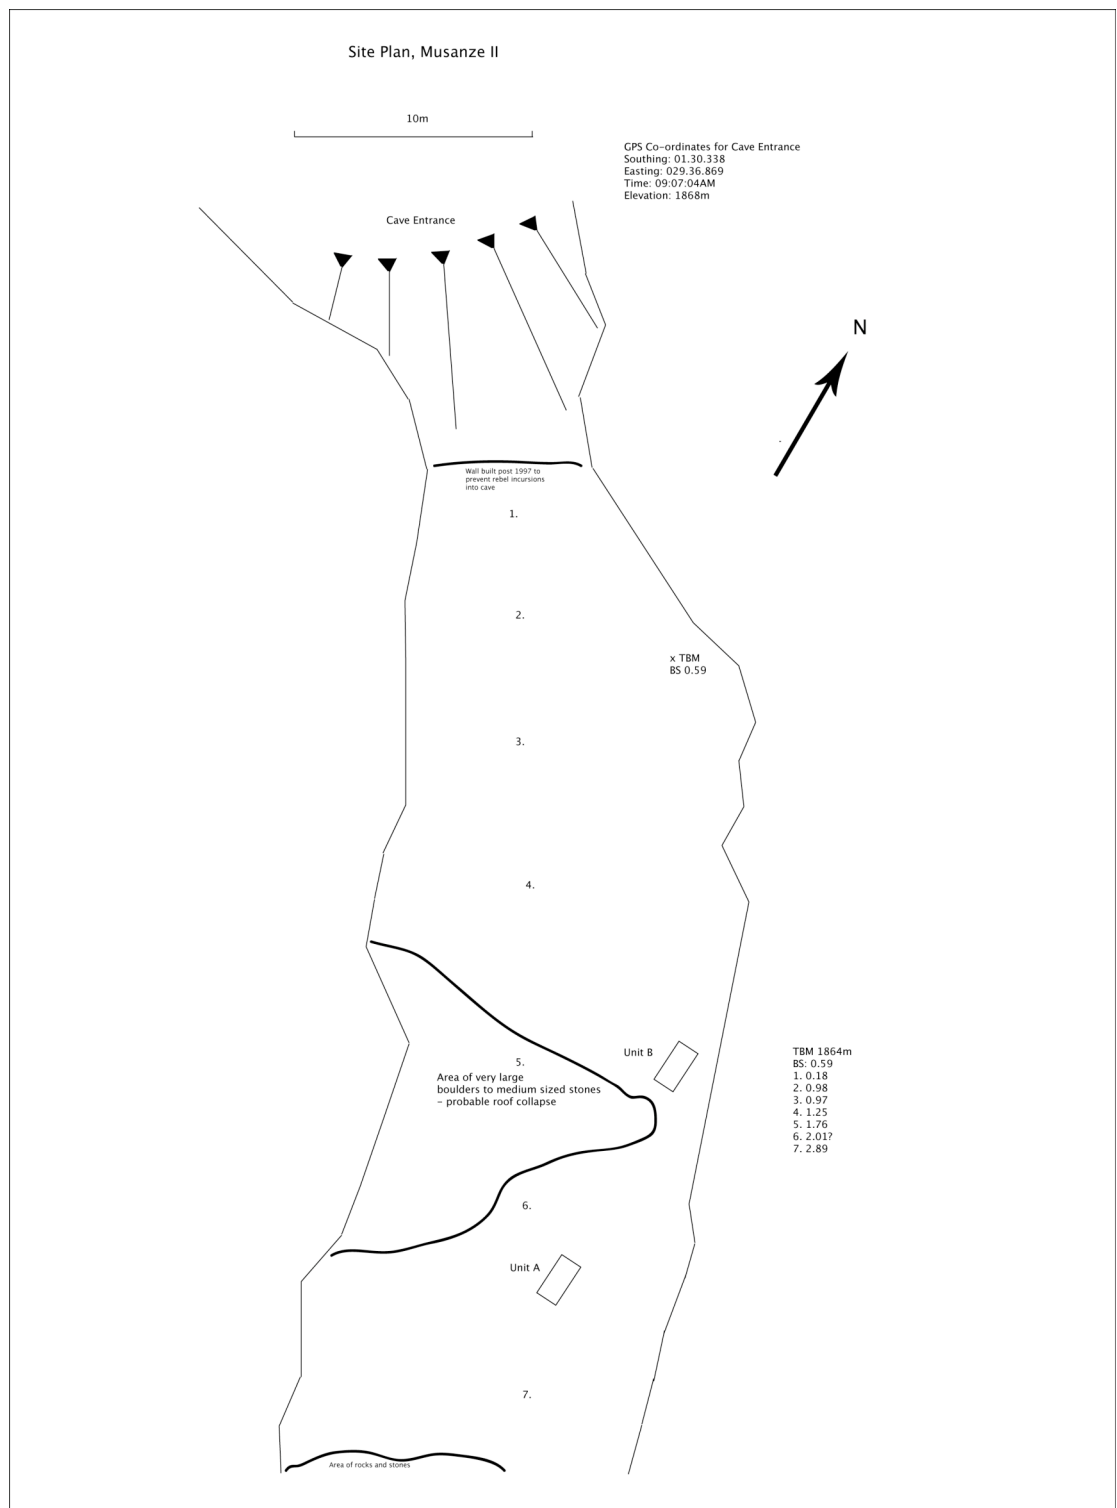 Site Plan, Musanze II
10m
GPS Co-ordinates for Cave Entrance
Southing: 01.30.338
Easting: 029.36.869
Time: 09:07:04AM
Elevation: 1868m
Cave Entrance
N
Wall built post 1997 to
prevent rebel incursions
into cave
1.
2.
x TBM
BS 0.59
3.
4.
Unit B
5.
Area of very large
boulders to medium sized stones
- probable roof collapse
TBM 1864m
BS: 0.59
1. 0.18
2. 0.98
3. 0.97
4. 1.25
5. 1.76
6. 2.01?
7. 2.89
6.
Unit A
7.
Area of rocks and stones